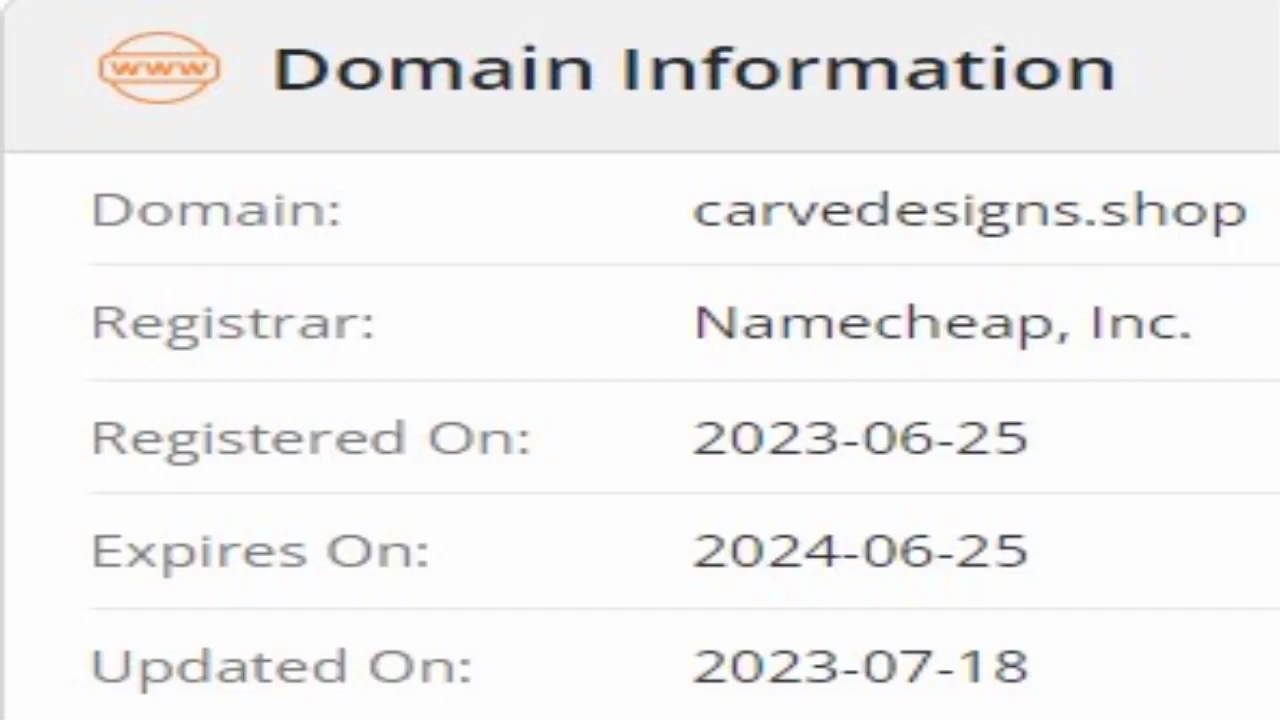 www
Domain Information
Domain: carvedesigns.shop
Registrar: Namecheap, Inc.
Registered On: 2023-06-25
Expires On: 2024-06-25
Updated On: 2023-07-18